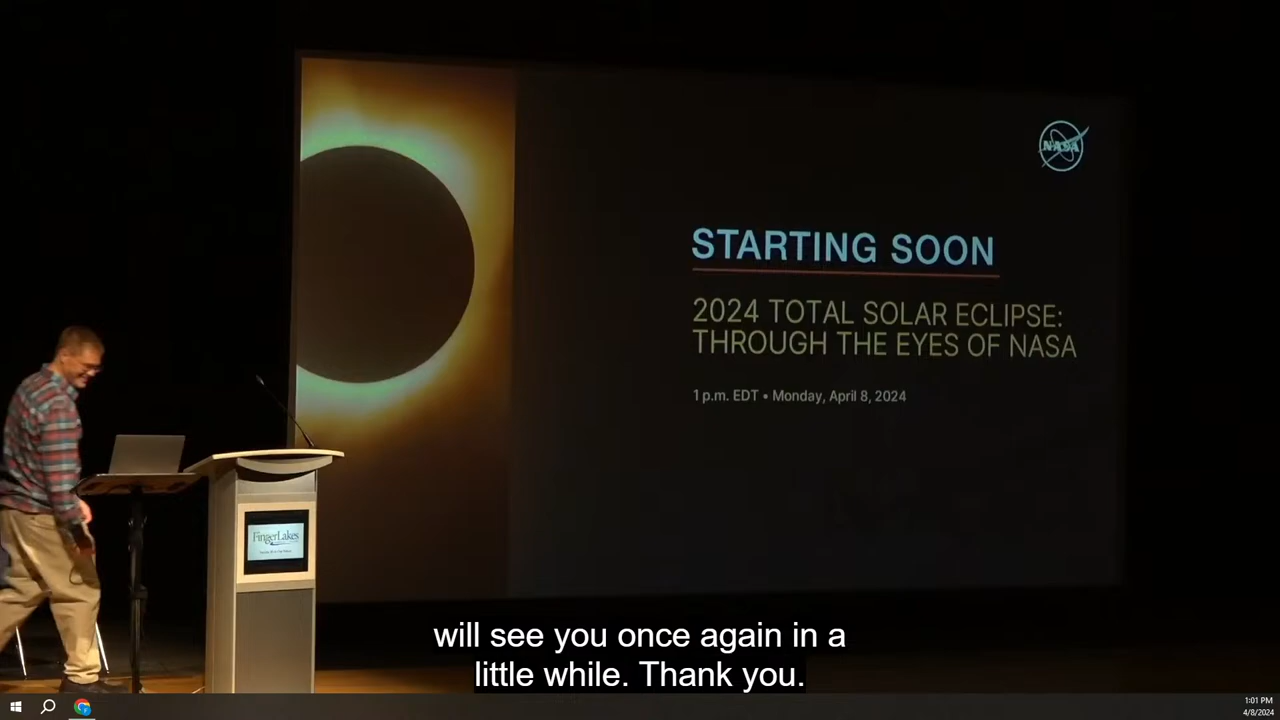 NASA
STARTING SOON
2024 TOTAL SOLAR ECLIPSE:
THROUGH THE EYES OF NASA
1 p.m. EDT • Monday, April 8, 2024
FingerLakes
will see you once again in a
little while. Thank you.
1:01 PM
4/8/2024